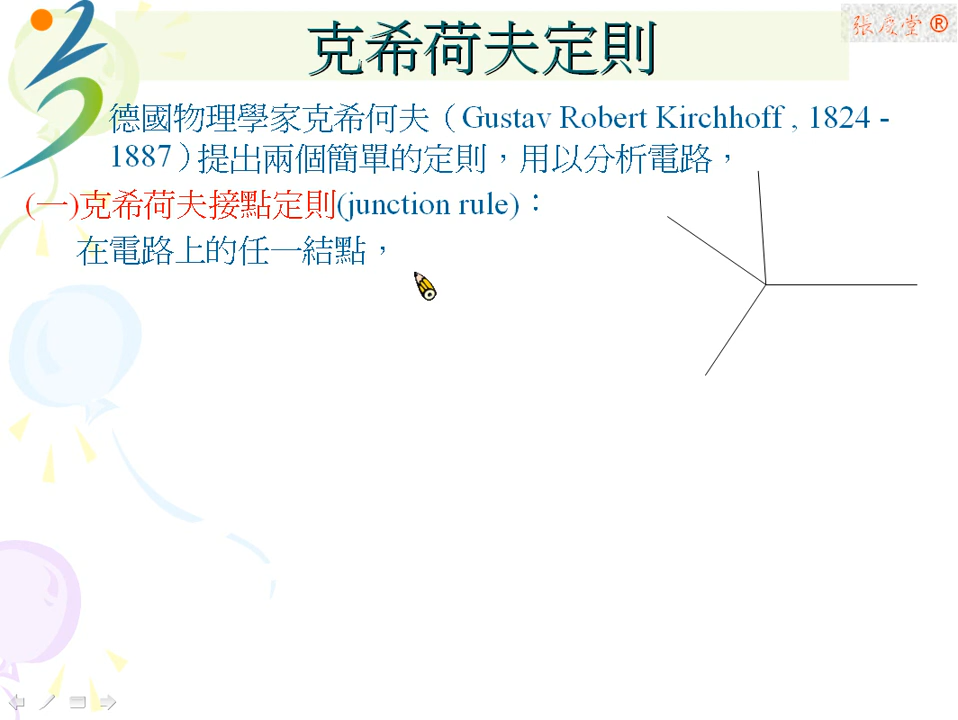 克希荷夫定則
張慶堂 ®
德國物理學家克希何夫（Gustav Robert Kirchhoff , 1824 -
1887）提出兩個簡單的定則，用以分析電路，
(一)克希荷夫接點定則(junction rule)：
在電路上的任一結點，